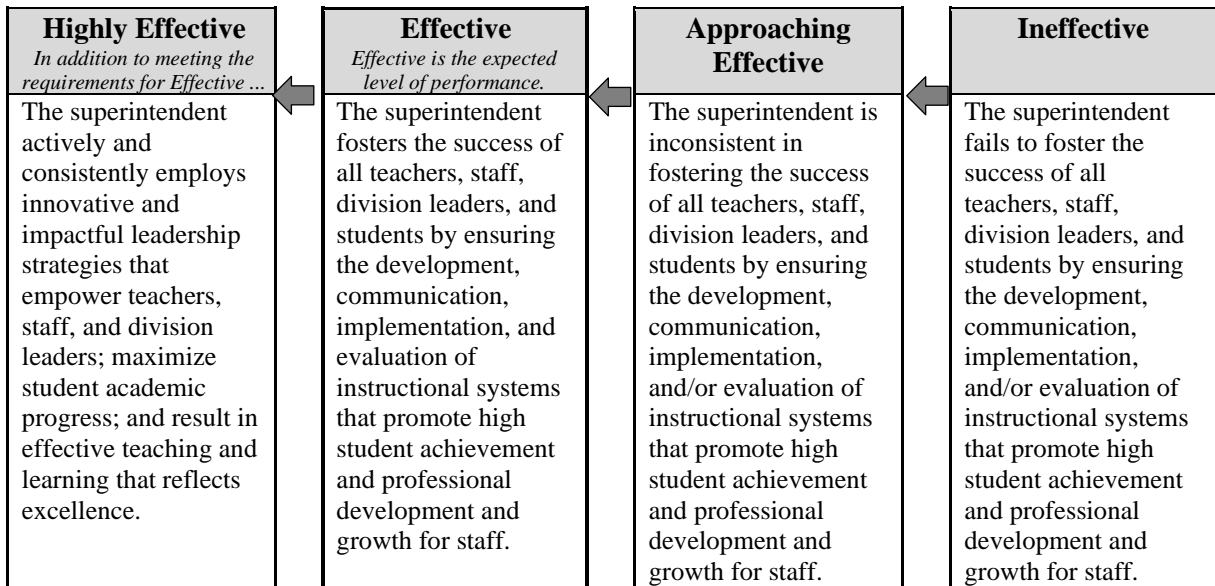 Highly Effective
In addition to meeting the
requirements for Effective ...
The superintendent
actively and
consistently employs
innovative and
impactful leadership
strategies that
empower teachers,
staff, and division
leaders; maximize
student academic
progress; and result in
effective teaching and
learning that reflects
excellence.
Effective
Effective is the expected
level of performance.
The superintendent
fosters the success of
all teachers, staff,
division leaders, and
students by ensuring
the development,
communication,
implementation, and
evaluation of
instructional systems
that promote high
student achievement
and professional
development and
growth for staff.
Approaching
Effective
The superintendent is
inconsistent in
fostering the success
of all teachers, staff,
division leaders, and
students by ensuring
the development,
communication,
implementation,
and/or evaluation of
instructional systems
that promote high
student achievement
and professional
development and
growth for staff.
Ineffective
The superintendent
fails to foster the
success of all
teachers, staff,
division leaders, and
students by ensuring
the development,
communication,
implementation,
and/or evaluation of
instructional systems
that promote high
student achievement
and professional
development and
growth for staff.